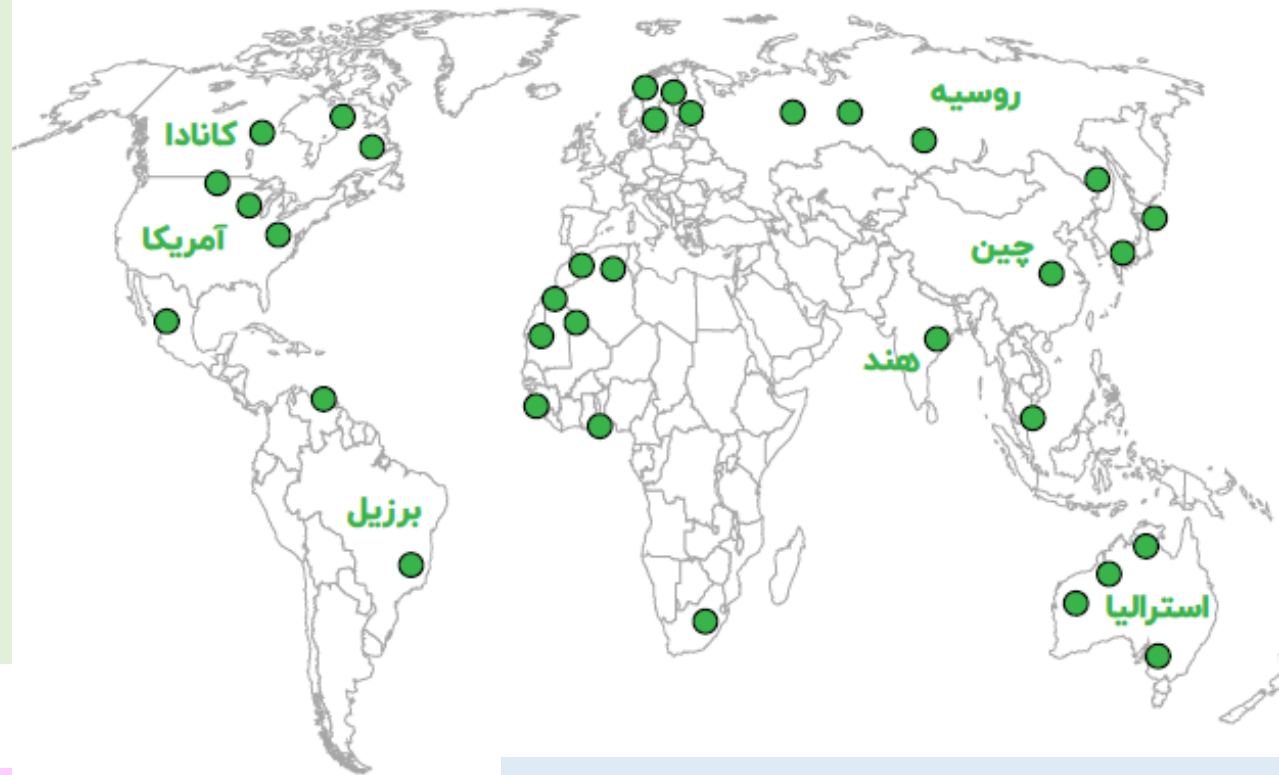 روسیه
کانادا
آمریکا
چین
هند
برزیل
استرالیا